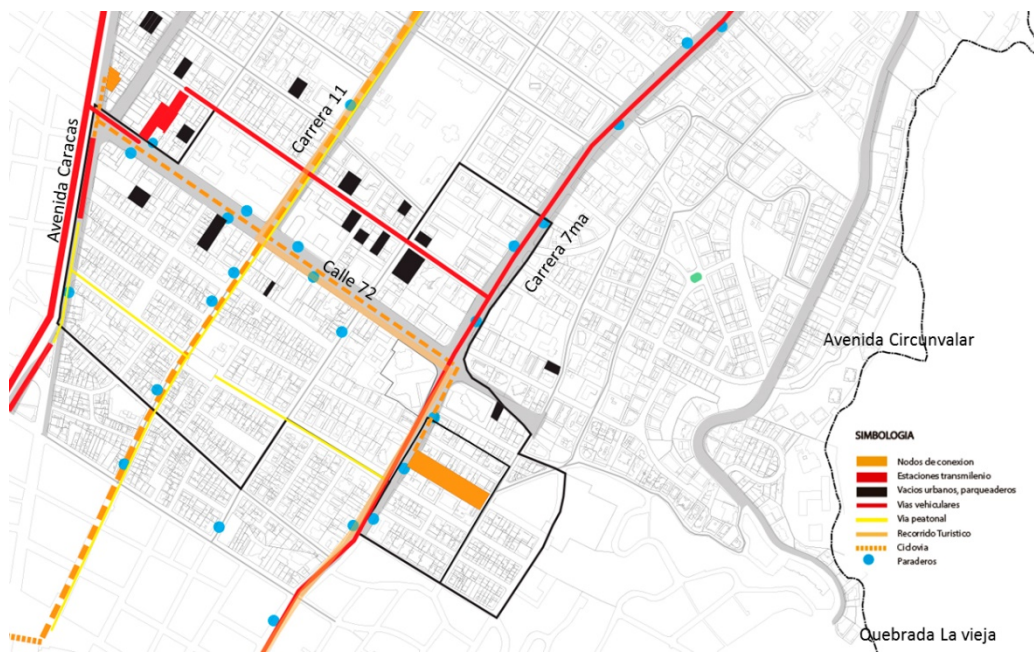 Avenida Caracas
Carrera 11
Calle 72
Carrera 7ma
Avenida Circunvalar
SIMBOLOGIA
Nodos de conexion
Estaciones transmilenio
Vacios urbanos, parqueaderos
Vias vehiculares
Via peatonal
Recorrido Turistico
Ciclovia
Paraderos
Quebrada La vieja